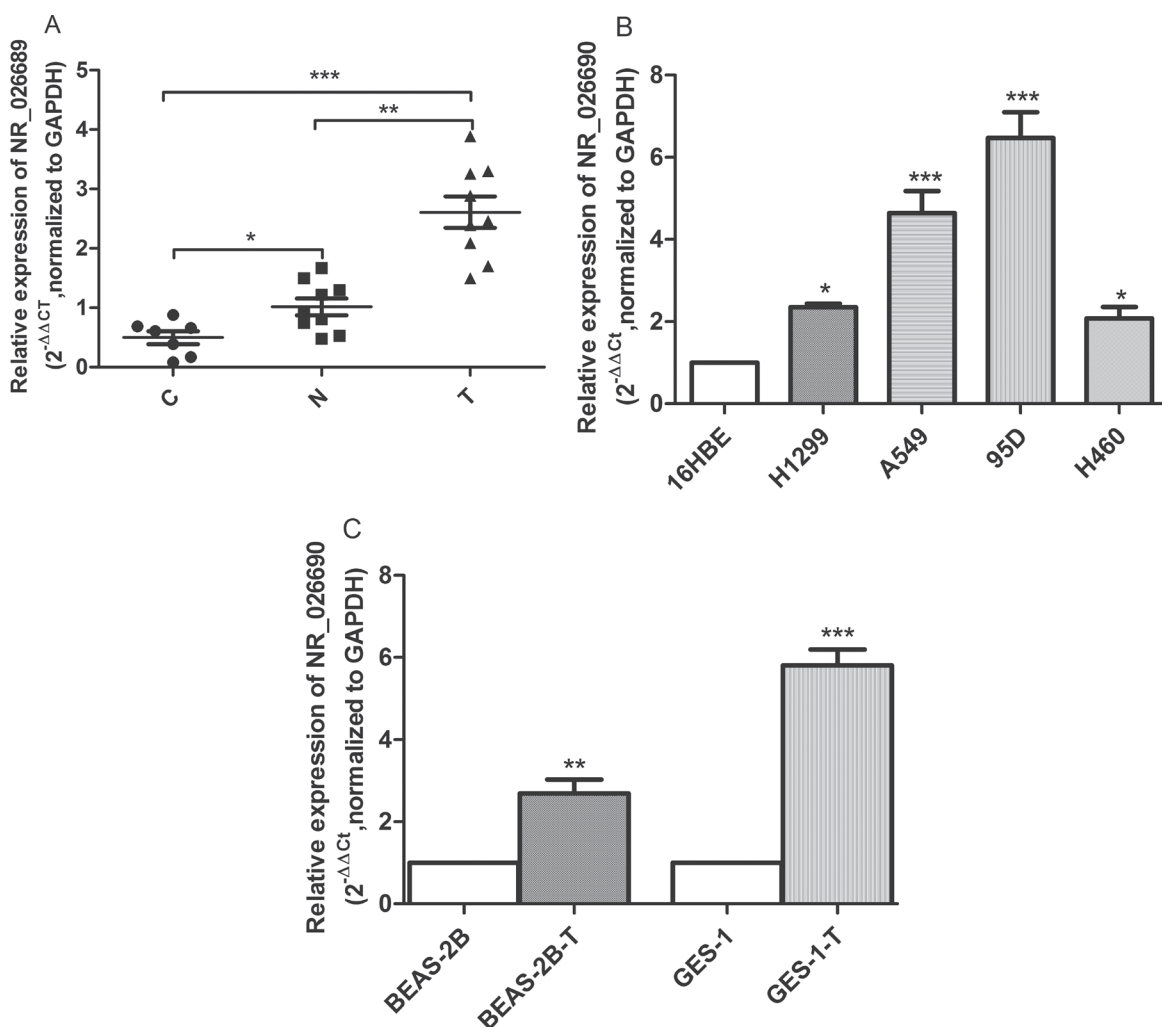 A
Relative expression of NR_026689
(2-ΔΔCT,normalized to GAPDH)
5
4
3
2
1
0
***
**
*
C
N
T
B
Relative expression of NR_026690
(2-ΔΔCt,normalized to GAPDH)
8
6
4
2
0
*
***
***
*
16HBE
H1299
A549
95D
H460
C
Relative expression of NR_026690
(2-ΔΔCt,normalized to GAPDH)
8
6
4
2
0
**
***
BEAS-2B
BEAS-2B-T
GES-1
GES-1-T